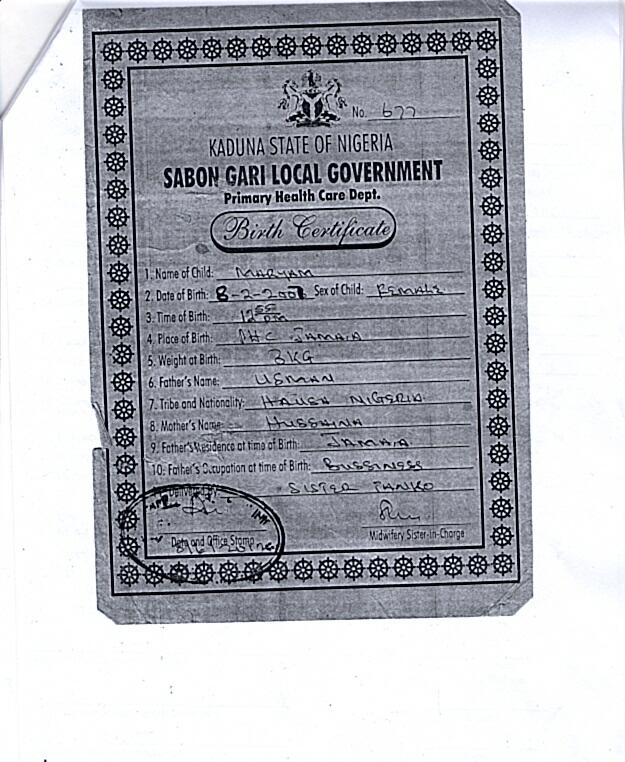 No. 677
KADUNA STATE OF NIGERIA
SABON GARI LOCAL GOVERNMENT
Primary Health Care Dept.
Birth Certificate
1. Name of Child: MARYAM
2. Date of Birth: 8-2-2008 Sex of Child: FEMALE
3. Time of Birth: 12 55 PM
4. Place of Birth: PHC JAMAA
5. Weight at Birth: 3KG
6. Father's Name: USMAN
7. Tribe and Nationality: HAUSA NIGERIA
8. Mother's Name: HUSSAINA
9. Father's Residence at time of Birth: JAMAA
10. Father's Occupation at time of Birth: BUSSINESS
SISTER TANKO
Date and Office Stamp
Midwifery Sister-in-Charge